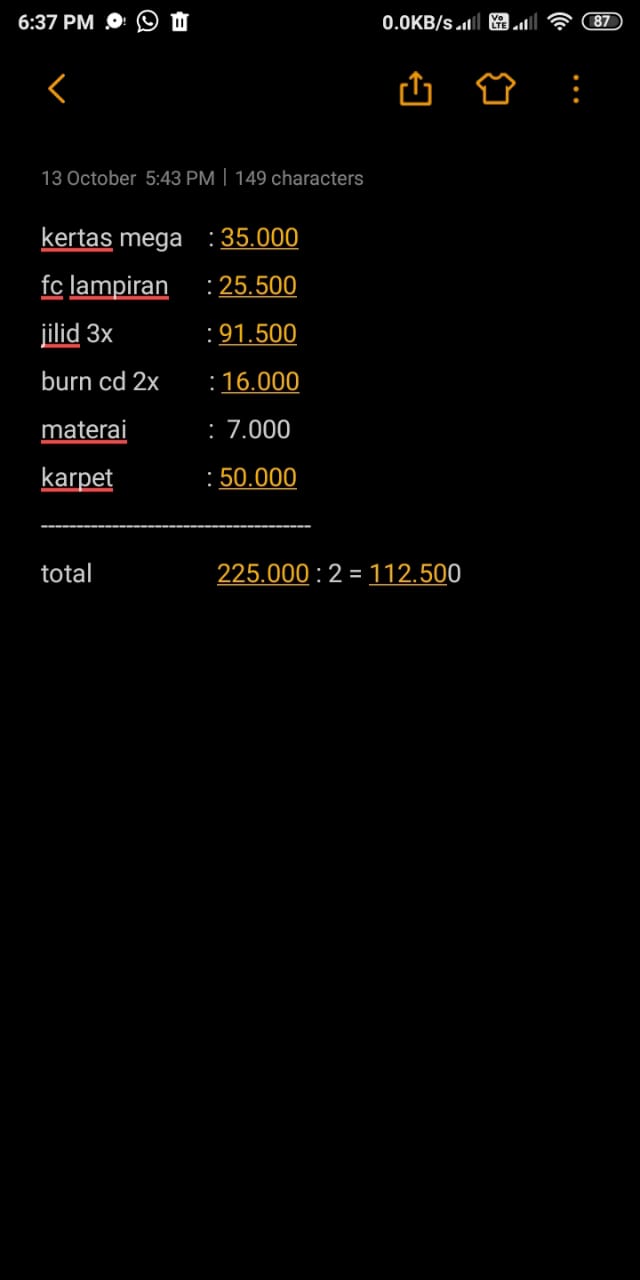 6:37 PM 0.0KB/s Vo LTE 87
13 October 5:43 PM | 149 characters
kertas mega : 35.000
fc lampiran : 25.500
jilid 3x : 91.500
burn cd 2x : 16.000
materai : 7.000
karpet : 50.000
--------------------------------------
total 225.000 : 2 = 112.500